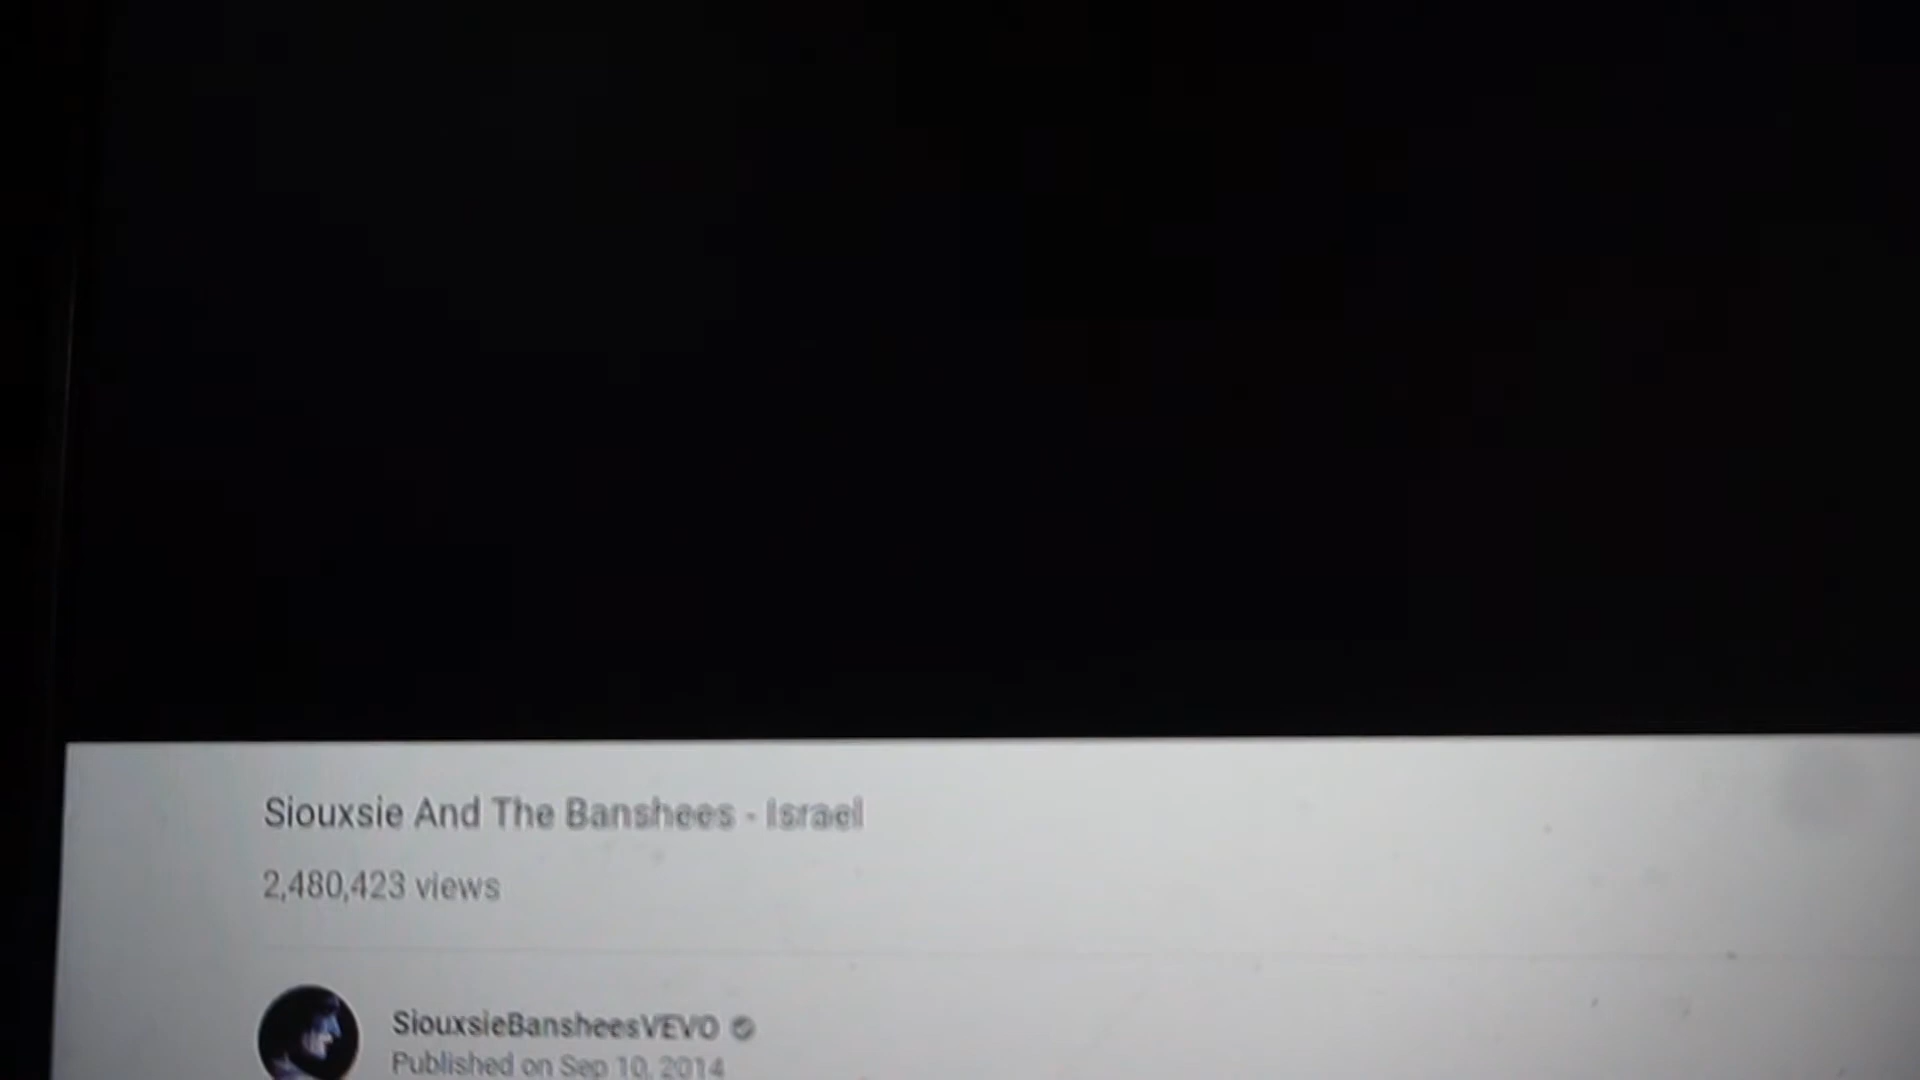 Siouxsie And The Banshees - Israel
2,480,423 views
SiouxsieBansheesVEVO
Published on Sep 10, 2014